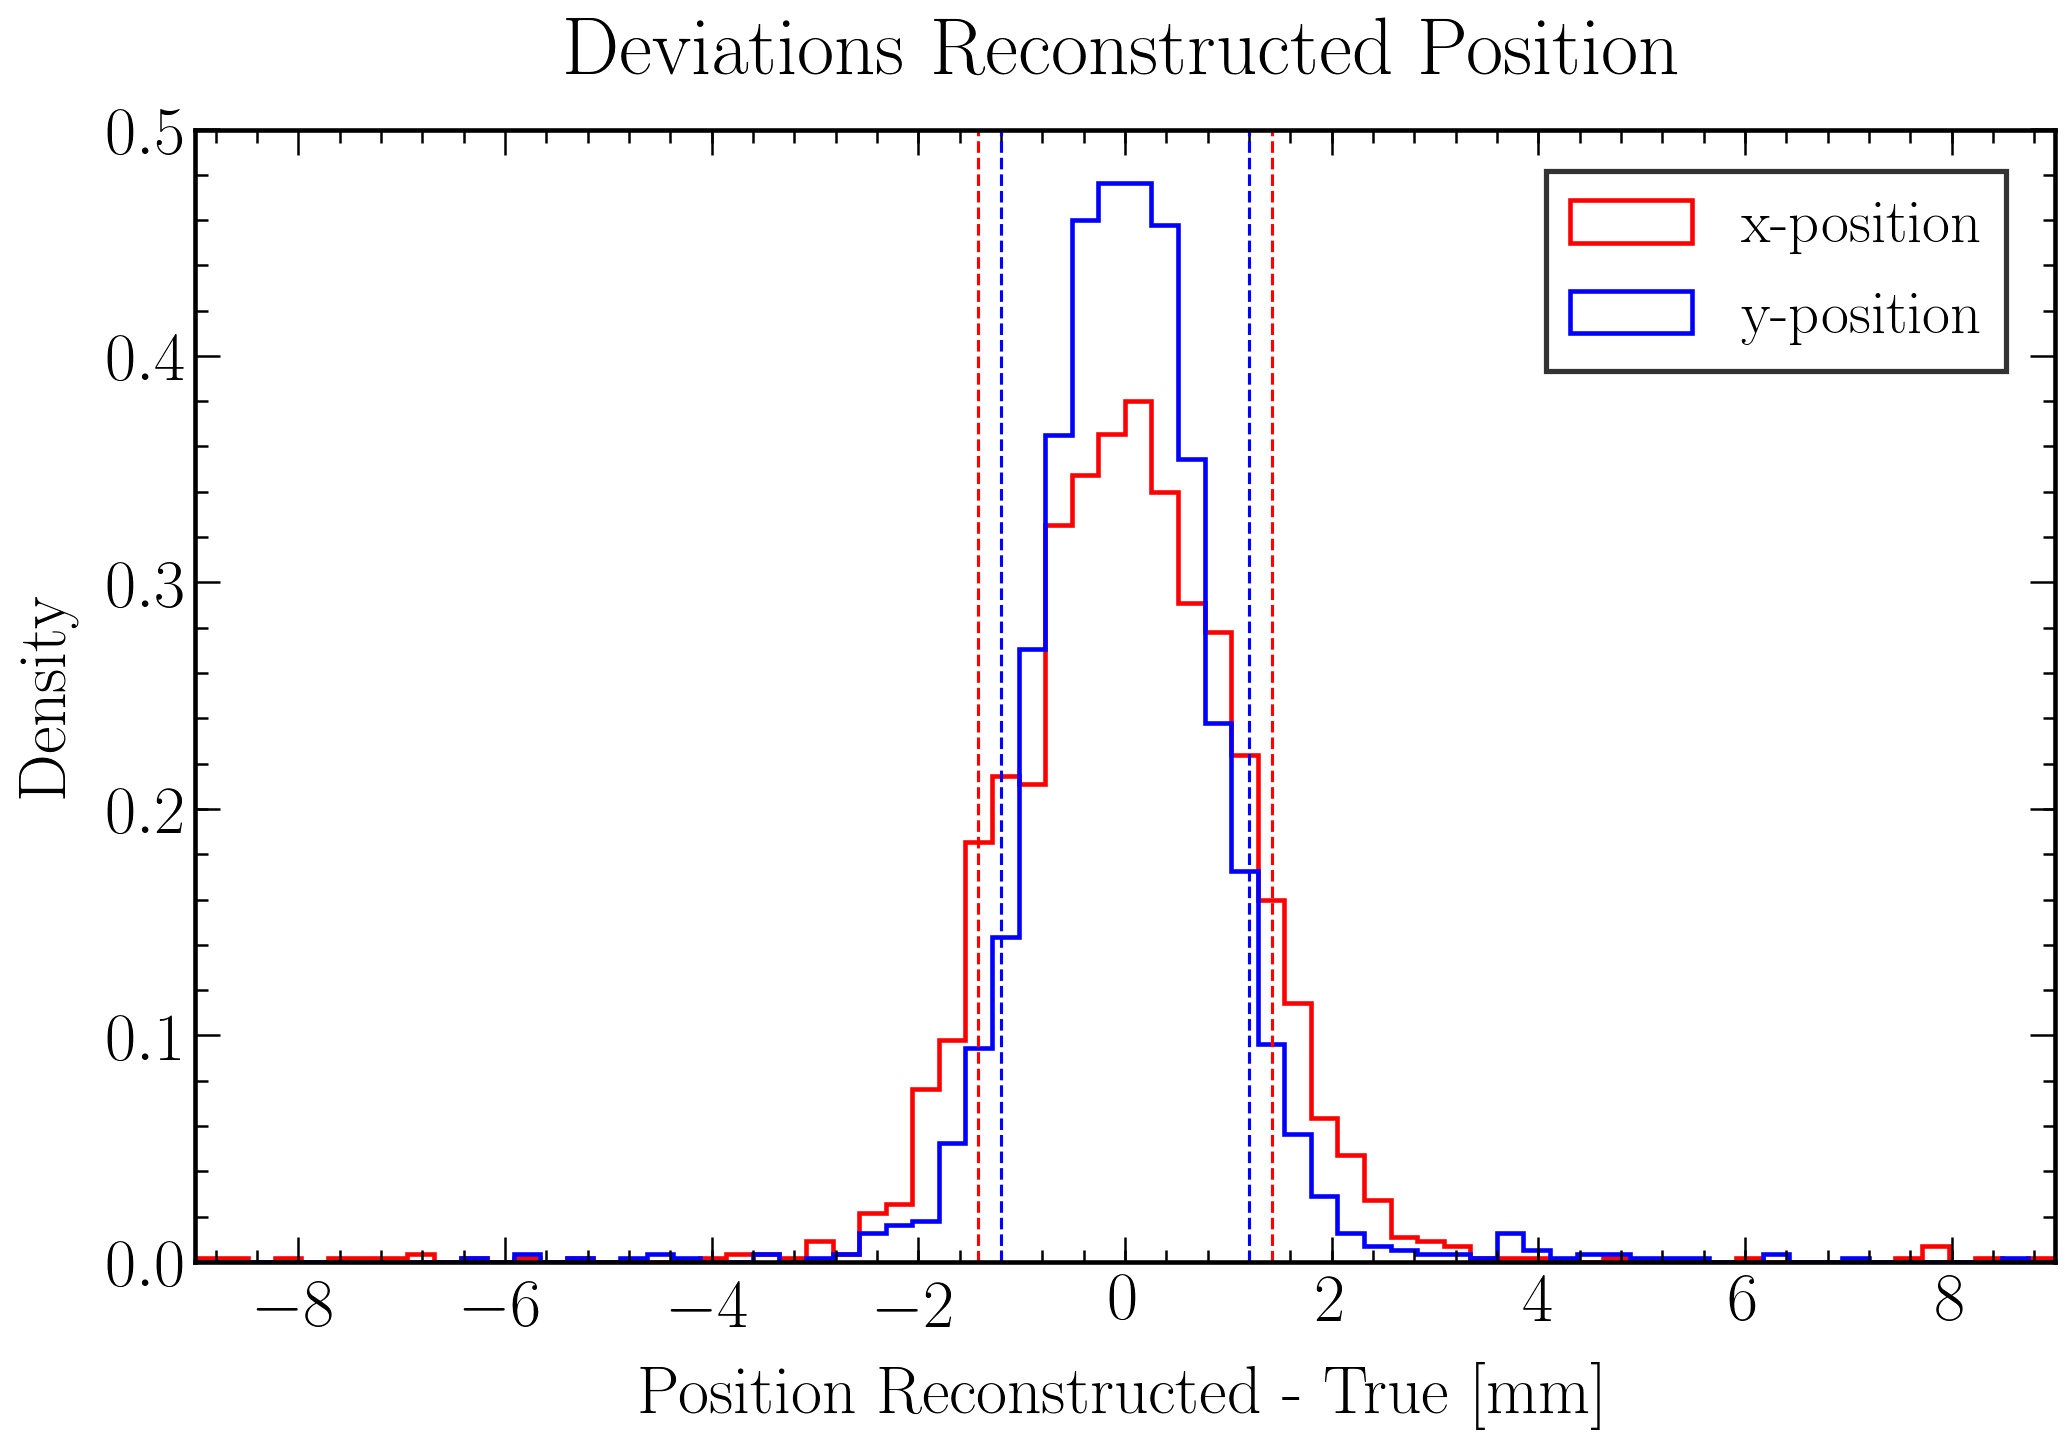 Deviations Reconstructed Position
0.5
0.4
0.3
0.2
0.1
0.0
Density
x-position
y-position
−8 −6 −4 −2 0 2 4 6 8
Position Reconstructed - True [mm]